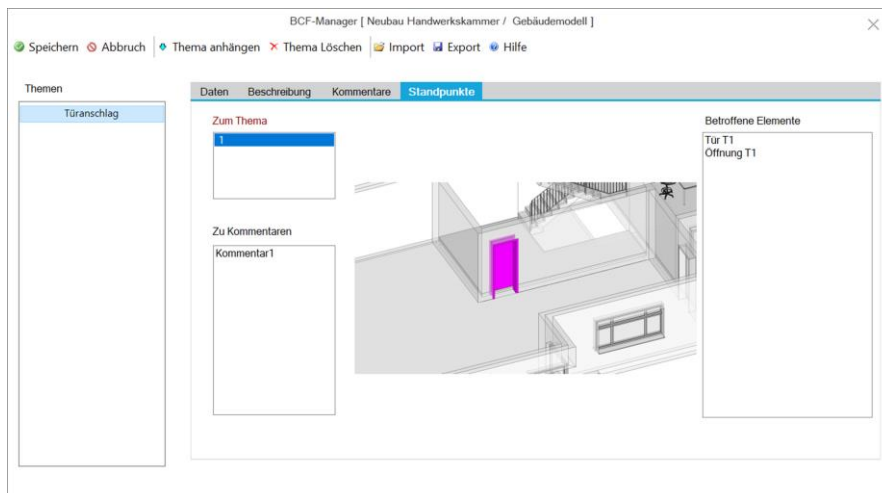 BCF-Manager [ Neubau Handwerkskammer / Gebäudemodell ]
Speichern Abbruch Thema anhängen Thema Löschen Import Export Hilfe
Themen
Türanschlag
Daten Beschreibung Kommentare Standpunkte
Zum Thema
1
Zu Kommentaren
Kommentar1
Betroffene Elemente
Tür T1
Öffnung T1